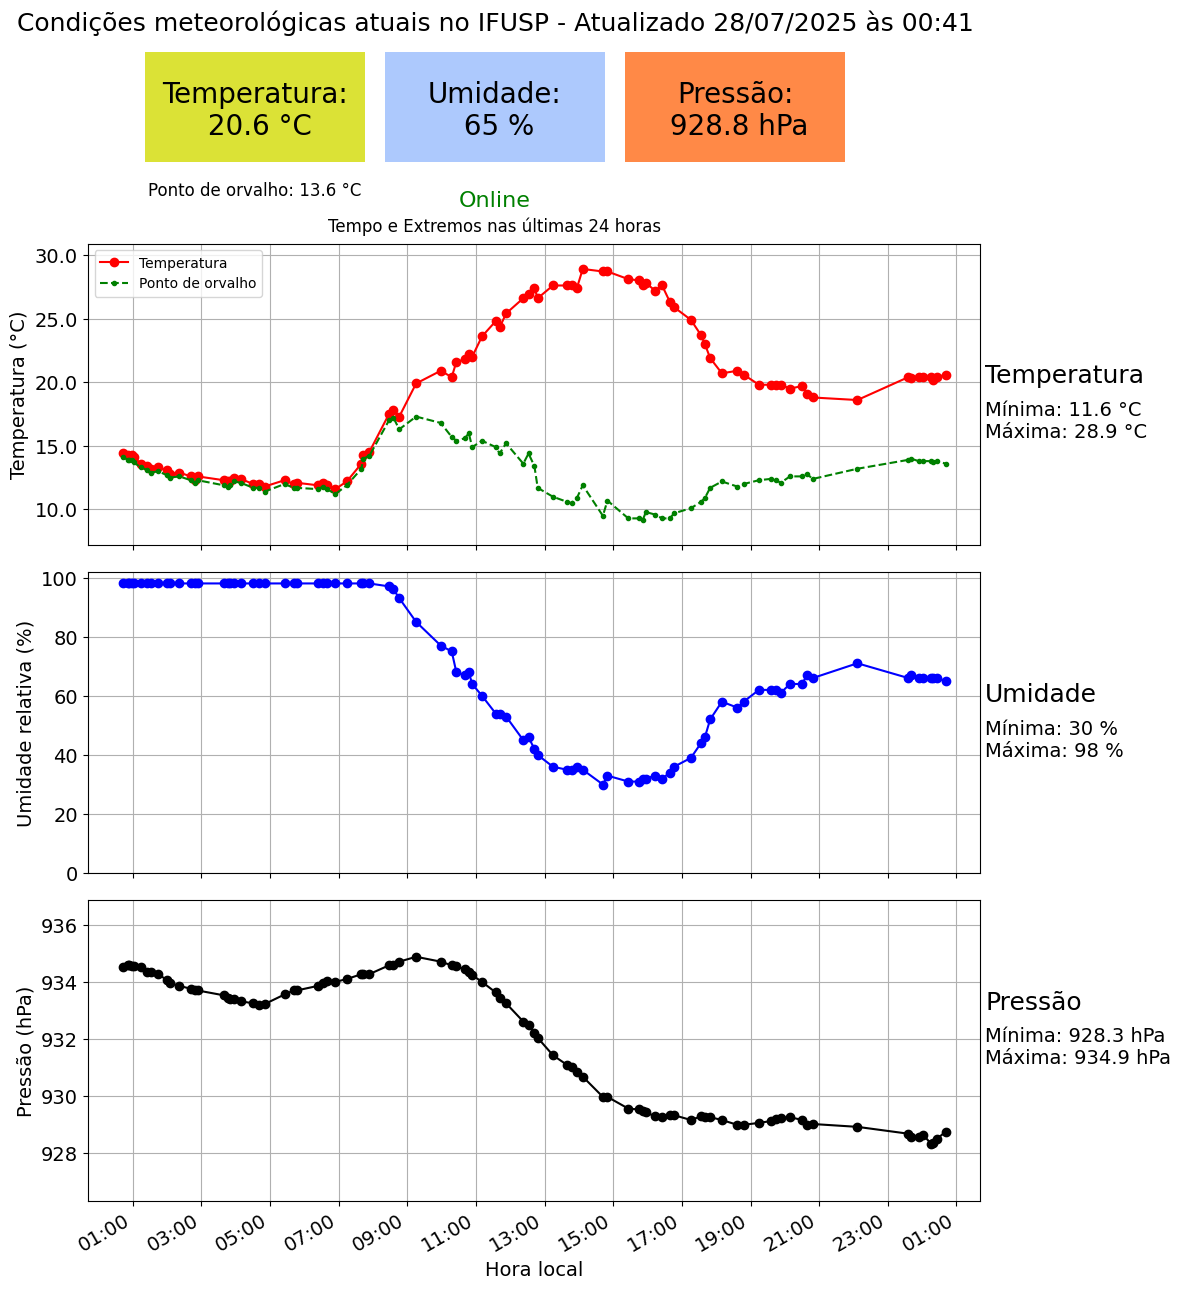 Condições meteorológicas atuais no IFUSP - Atualizado 28/07/2025 às 00:41
Temperatura:
20.6 °C
Umidade:
65 %
Pressão:
928.8 hPa
Ponto de orvalho: 13.6 °C
Online
Tempo e Extremos nas últimas 24 horas
Temperatura (°C)
30.0
25.0
20.0
15.0
10.0
Temperatura
Ponto de orvalho
Temperatura
Mínima: 11.6 °C
Máxima: 28.9 °C
Umidade relativa (%)
100
80
60
40
20
0
Umidade
Mínima: 30 %
Máxima: 98 %
Pressão (hPa)
936
934
932
930
928
Pressão
Mínima: 928.3 hPa
Máxima: 934.9 hPa
01:00 03:00 05:00 07:00 09:00 11:00 13:00 15:00 17:00 19:00 21:00 23:00 01:00
Hora local